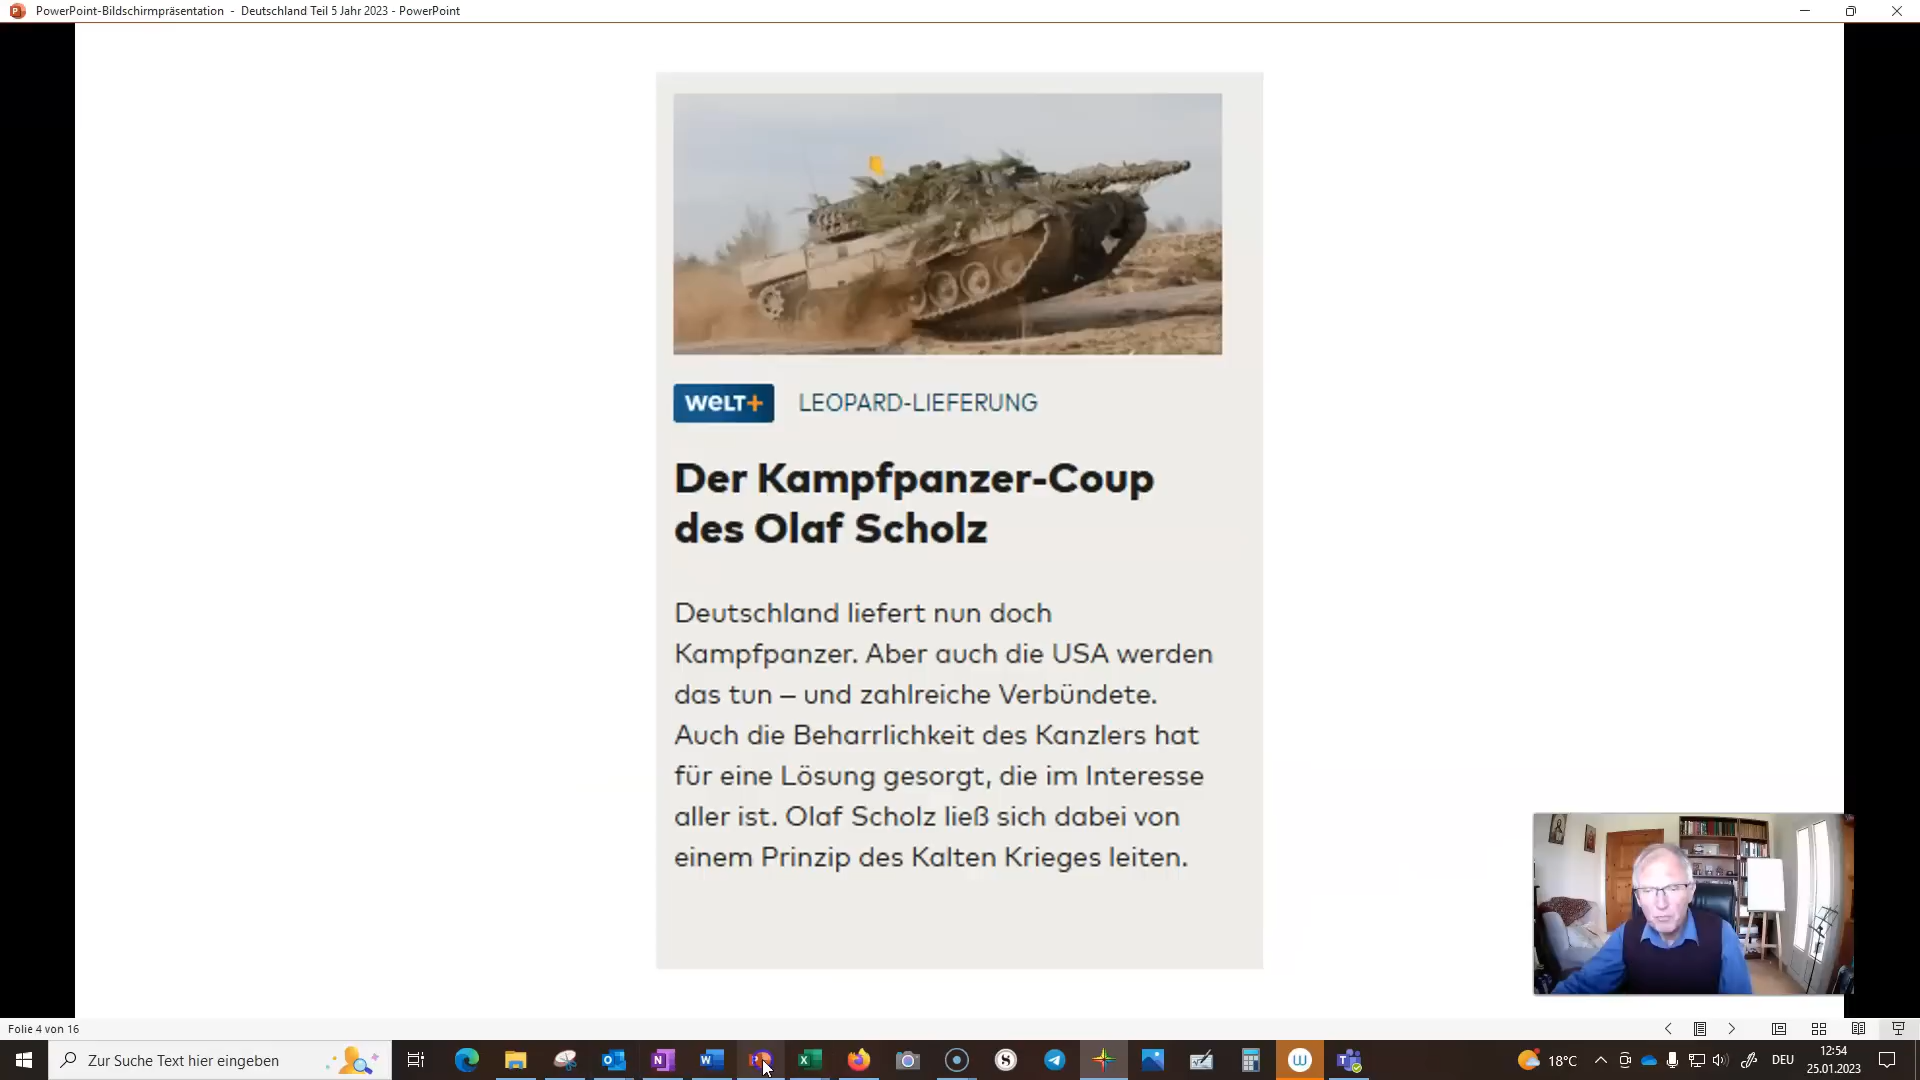 PowerPoint-Bildschirmpräsentation - Deutschland Teil 5 Jahr 2023 - PowerPoint
WELT+ LEOPARD-LIEFERUNG
Der Kampfpanzer-Coup
des Olaf Scholz
Deutschland liefert nun doch
Kampfpanzer. Aber auch die USA werden
das tun – und zahlreiche Verbündete.
Auch die Beharrlichkeit des Kanzlers hat
für eine Lösung gesorgt, die im Interesse
aller ist. Olaf Scholz ließ sich dabei von
einem Prinzip des Kalten Krieges leiten.
Folie 4 von 16
Zur Suche Text hier eingeben
18°C
DEU
12:54
25.01.2023